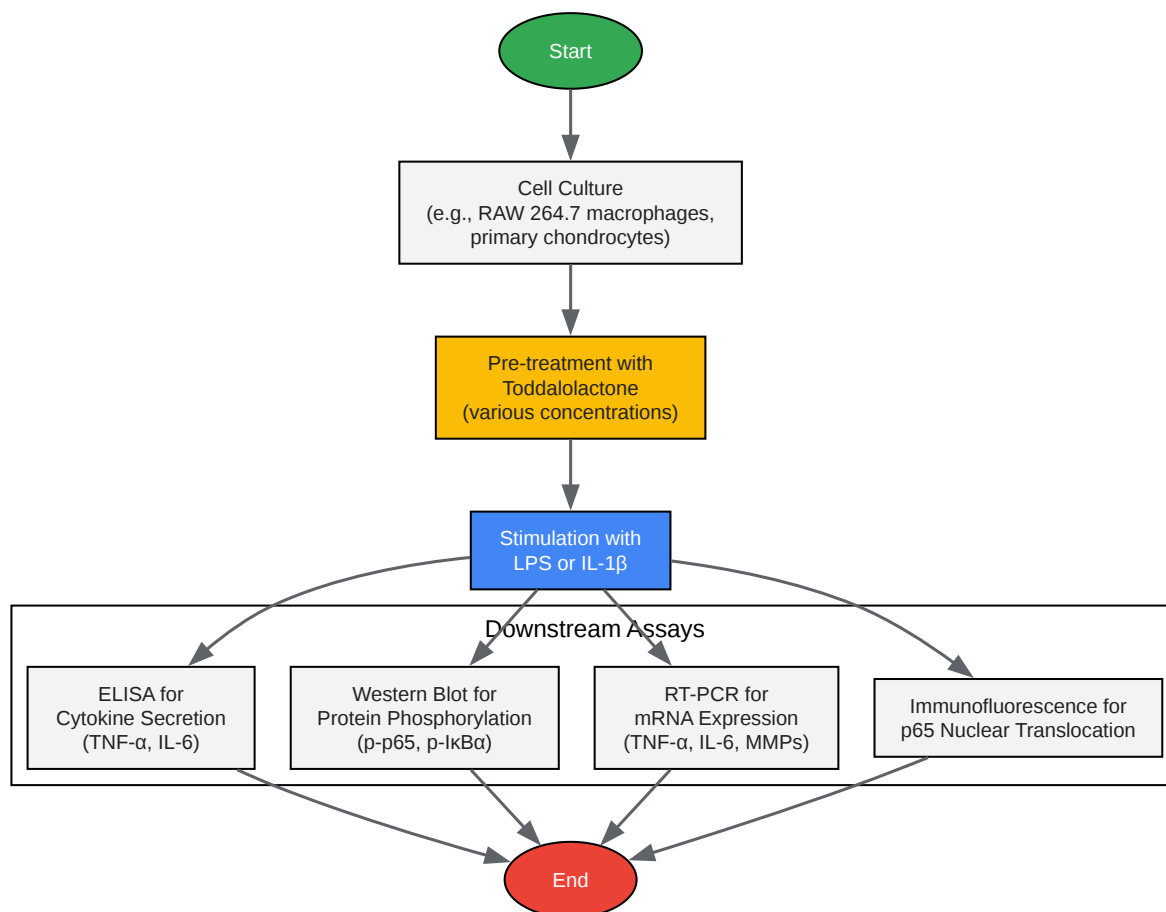 Start
Cell Culture
(e.g., RAW 264.7 macrophages,
primary chondrocytes)
Pre-treatment with
Toddalolactone
(various concentrations)
Stimulation with
LPS or IL-1β
Downstream Assays
ELISA for
Cytokine Secretion
(TNF-α, IL-6)
Western Blot for
Protein Phosphorylation
(p-p65, p-IκBα)
RT-PCR for
mRNA Expression
(TNF-α, IL-6, MMPs)
Immunofluorescence for
p65 Nuclear Translocation
End